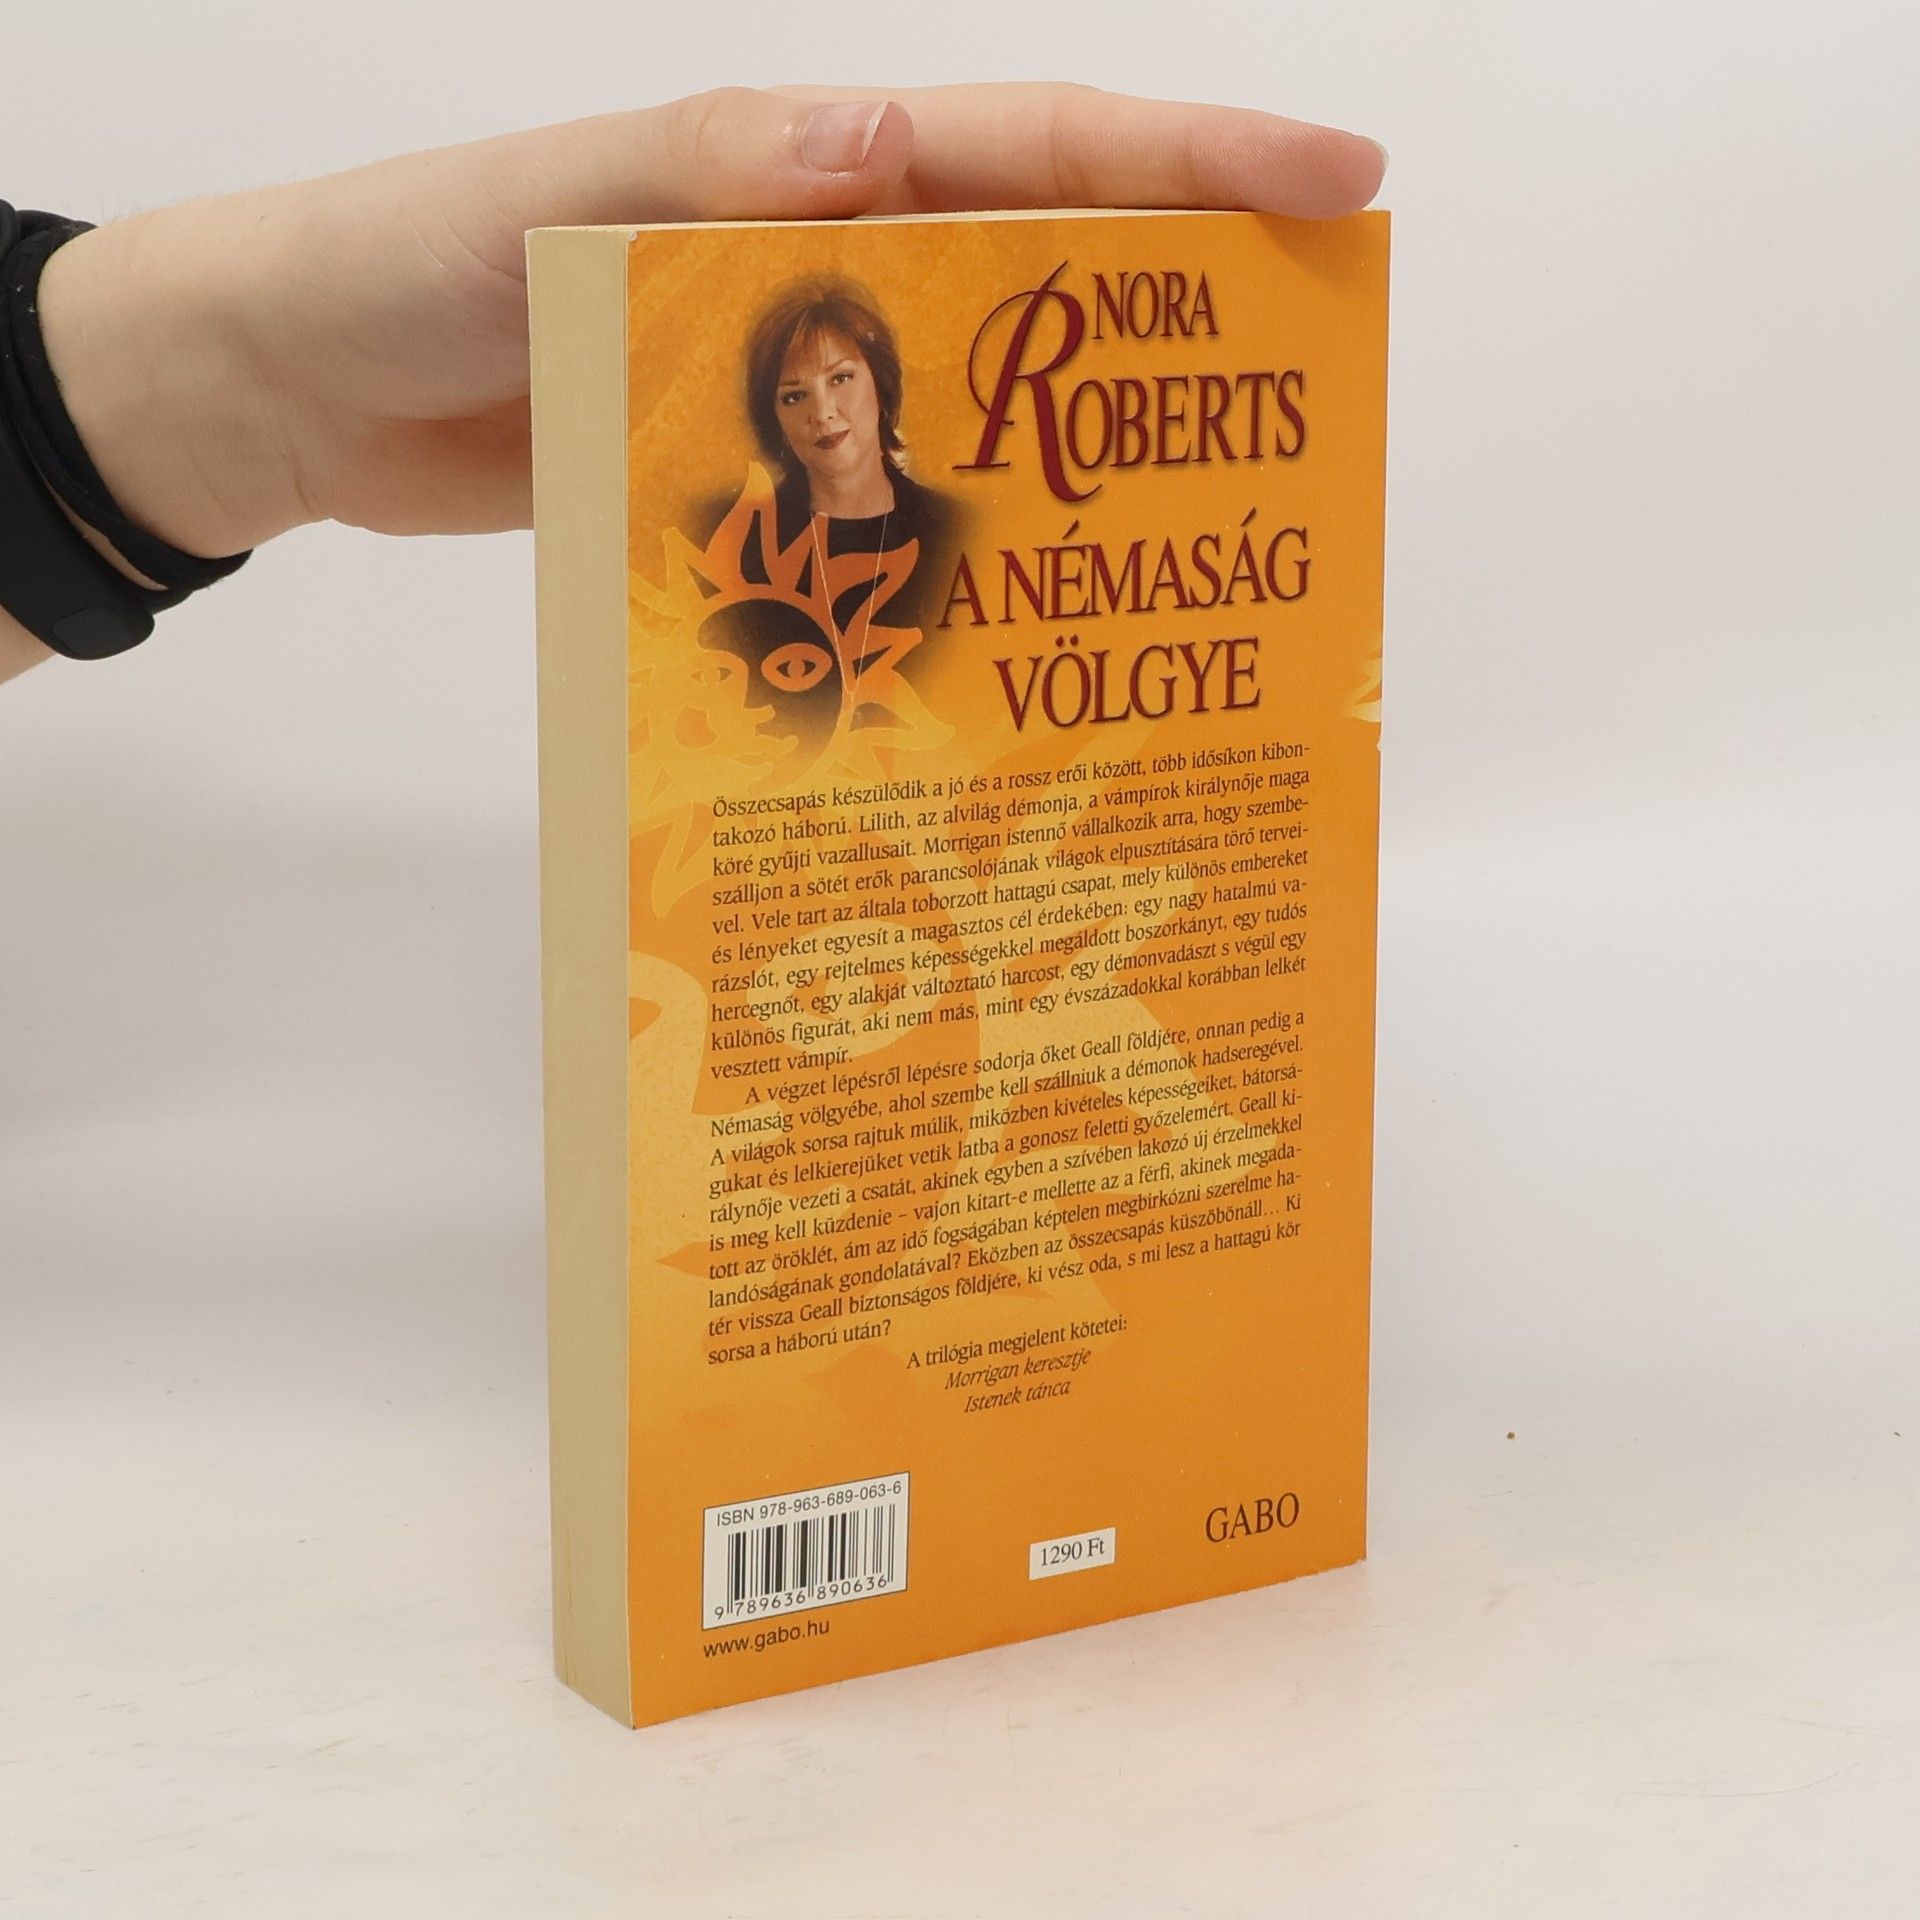 NORA
ROBERTS
A NÉMASÁG
VÖLGYE
Összecsapás készülődik a jó és a rossz erői között, több idősíkon kibon-
takozó háború. Lilith, az alvilág démonja, a vámpírok királynője maga
köré gyűjti vazallusait. Morrigan istennő vállalkozik arra, hogy szembe-
szálljon a sötét erők parancsolójának világok elpusztítására törő tervei-
vel. Vele tart az általa toborzott hattagú csapat, mely különös embereket
és lényeket egyesít a magasztos cél érdekében: egy nagy hatalmú va-
rázslót, egy rejtelmes képességekkel megáldott boszorkányt, egy tudós
hercegnőt, egy alakját változtató harcost, egy démonvadászt s végül egy
különös figurát, aki nem más, mint egy évszázadokkal korábban lelkét
vesztett vámpír.
A végzet lépésről lépésre sodorja őket Geall földjére, onnan pedig a
Némaság völgyébe, ahol szembe kell szállniuk a démonok hadseregével.
A világok sorsa rajtuk múlik, miközben kivételes képességeiket, bátorsá-
gukat és lelkierejüket vetik latba a gonosz feletti győzelemért. Geall ki-
rálynője vezeti a csatát, akinek egyben a szívében lakozó új érzelmekkel
is meg kell küzdenie – vajon kitart-e mellette az a férfi, akinek megada-
tott az öröklét, ám az idő fogságában képtelen megbirkózni szerelme ha-
landóságának gondolatával? Eközben az összecsapás küszöbönáll... Ki
tér vissza Geall biztonságos földjére, ki vész oda, s mi lesz a hattagú kör
sorsa a háború után?
A trilógia megjelent kötetei:
Morrigan keresztje
Istenek tánca
ISBN 978-963-689-063-6
9 789636 890636
www.gabo.hu
1290 Ft
GABO